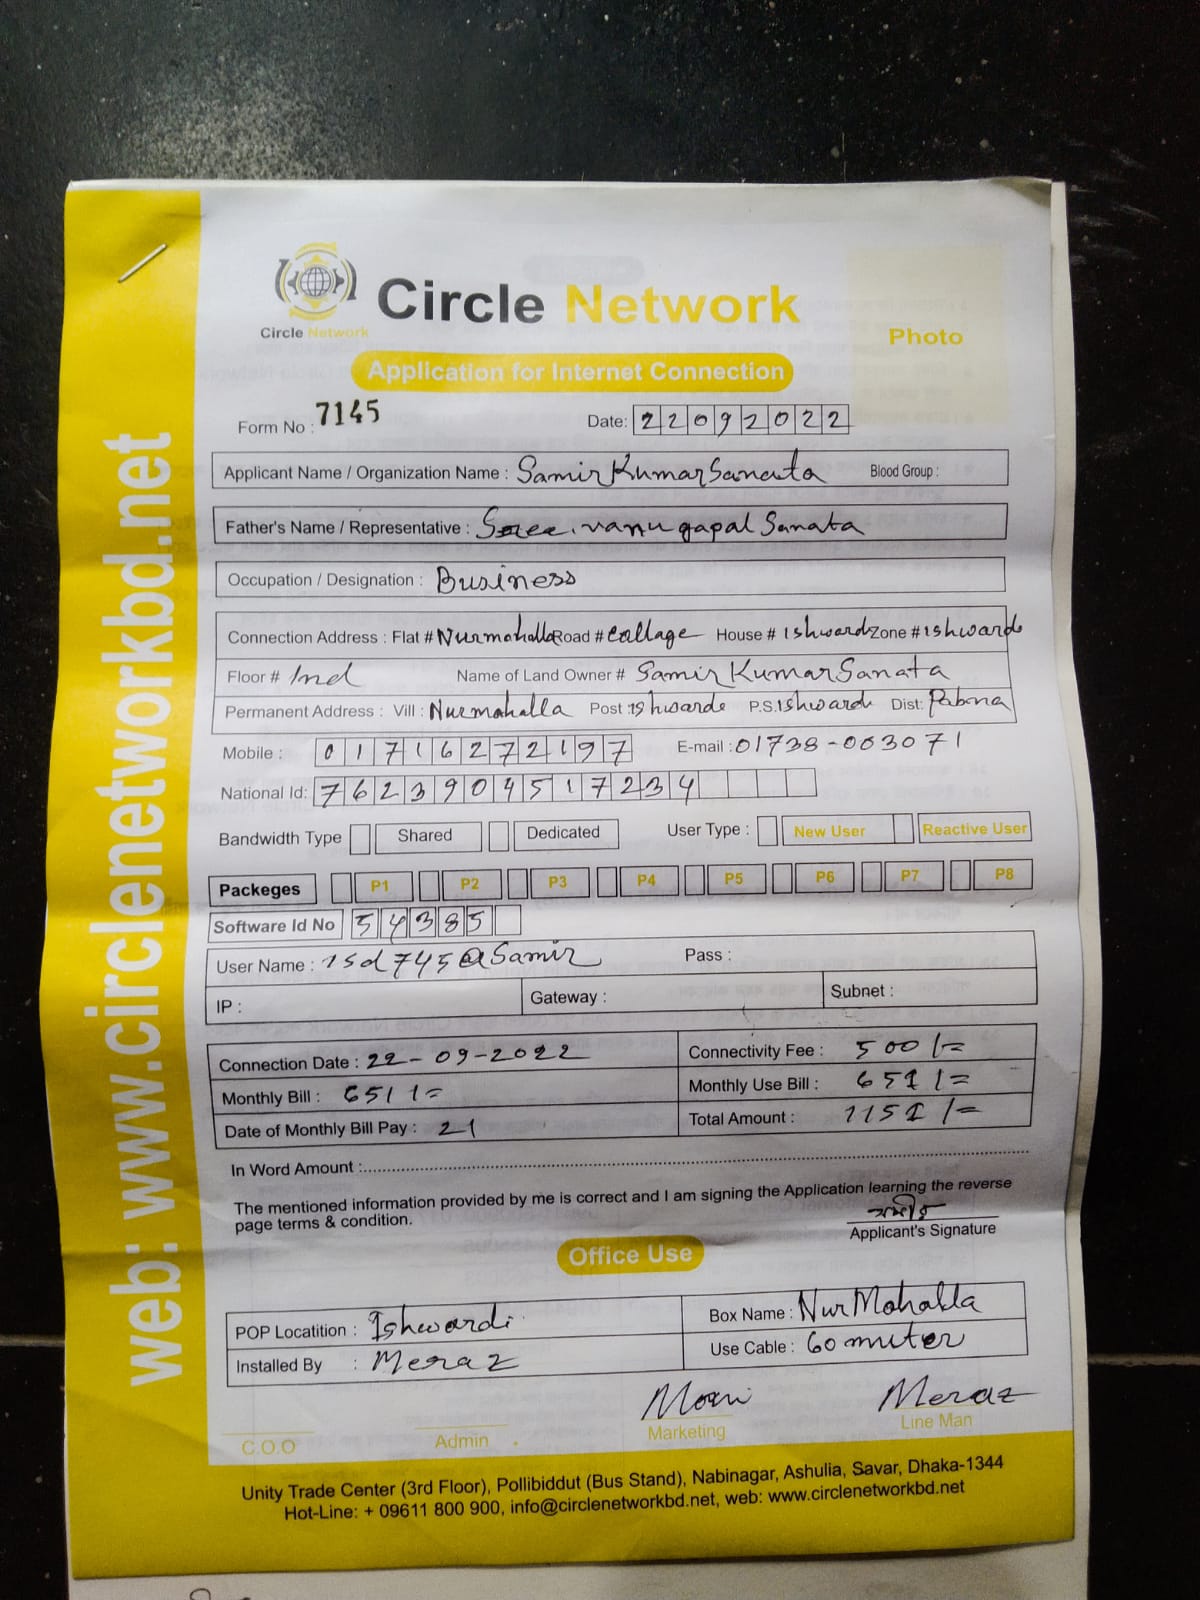 web: www.circlenetworkbd.net
Circle Network
Circle Network
Photo
Application for Internet Connection
Form No : 7145 Date: 22092022
Applicant Name / Organization Name : Samir Kumar Sanata Blood Group :
Father's Name / Representative : Sree. vanu gapal Sanata
Occupation / Designation : Business
Connection Address : Flat # Nurmohalla Road # Collage House # Ishwardi Zone # Ishwardi
Floor # Ind Name of Land Owner # Samir Kumar Sanata
Permanent Address : Vill : Nurmohalla Post : Ishwarde P.S. Ishwardi Dist: Pabna
Mobile : 01716272197 E-mail : 01738-003071
National Id: 7623904517234
Bandwidth Type Shared Dedicated User Type : New User Reactive User
Packeges P1 P2 P3 P4 P5 P6 P7 P8
Software Id No 54385
User Name : isd745@Samir Pass :
IP : Gateway : Subnet :
Connection Date : 22-09-2022 Connectivity Fee : 500/=
Monthly Bill : 651/= Monthly Use Bill : 651/=
Date of Monthly Bill Pay : 21 Total Amount : 1151/=
In Word Amount :
The mentioned information provided by me is correct and I am signing the Application learning the reverse
page terms & condition.
সমীর
Applicant's Signature
Office Use
POP Locatition : Ishwardi Box Name : Nur Mohalla
Installed By : Meraz Use Cable : 60 muter
Meraz
C.O.O Admin Marketing Line Man
Unity Trade Center (3rd Floor), Pollibiddut (Bus Stand), Nabinagar, Ashulia, Savar, Dhaka-1344
Hot-Line: + 09611 800 900, info@circlenetworkbd.net, web: www.circlenetworkbd.net